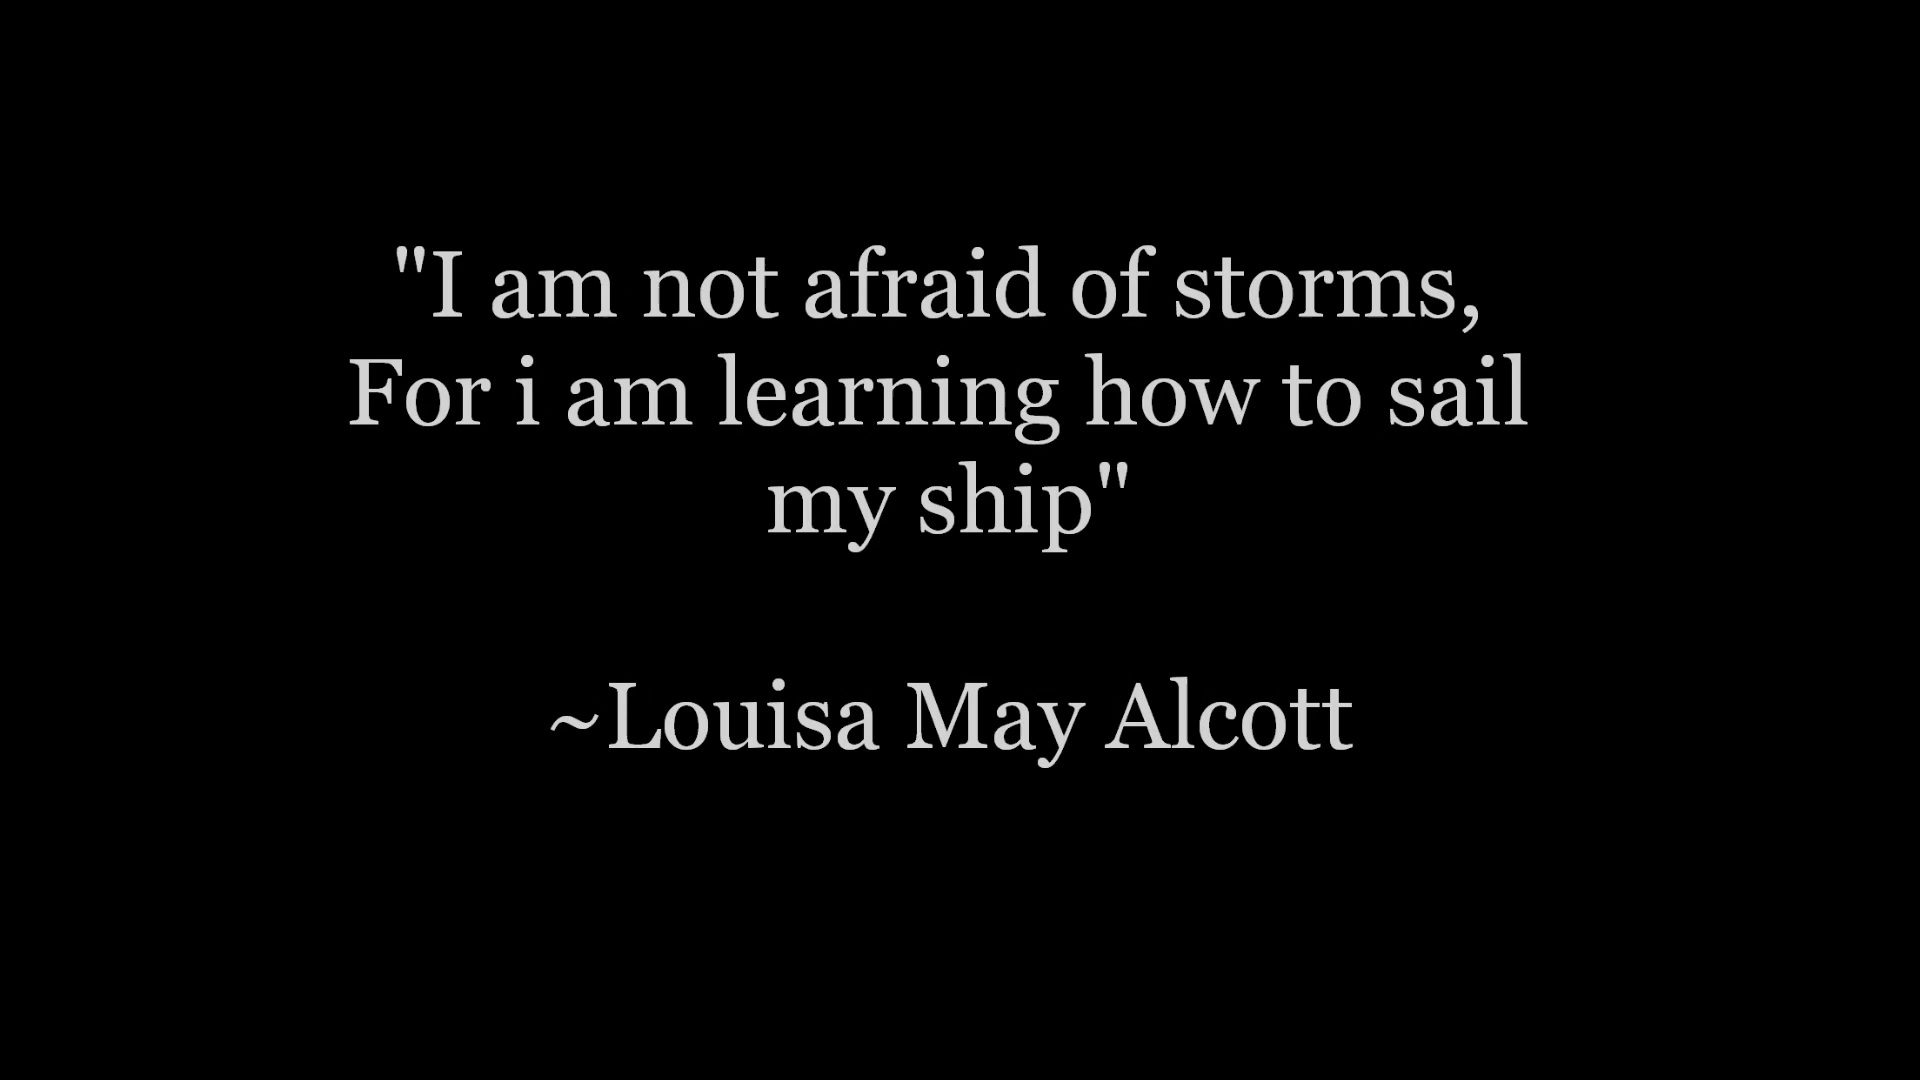 "I am not afraid of storms,
For i am learning how to sail
my ship"
~Louisa May Alcott